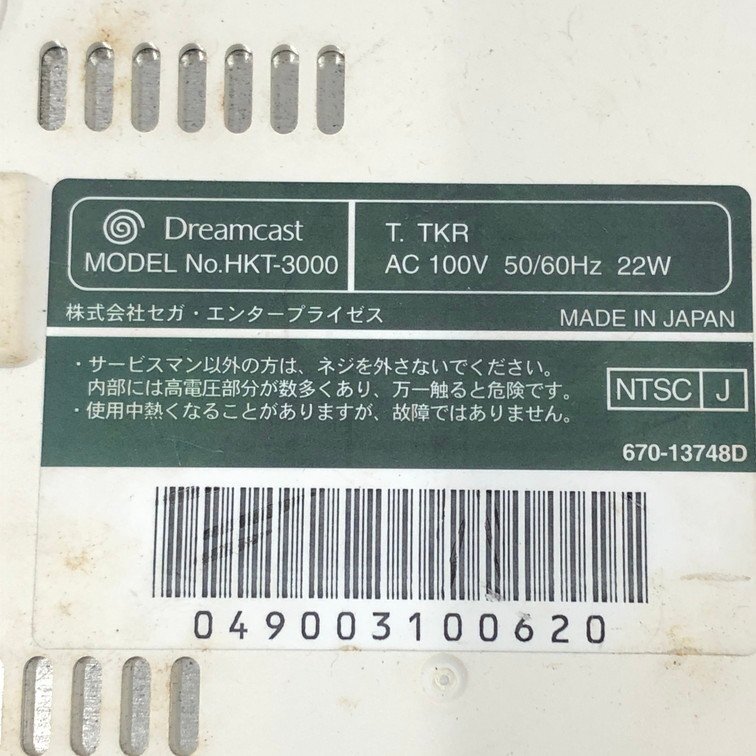 Dreamcast
MODEL No.HKT-3000
T. TKR
AC 100V 50/60Hz 22W
株式会社セガ・エンタープライゼス
MADE IN JAPAN
・サービスマン以外の方は、ネジを外さないでください。
内部には高電圧部分が数多くあり、万一触ると危険です。
・使用中熱くなることがありますが、故障ではありません。
NTSC J
670-13748D
049003100620